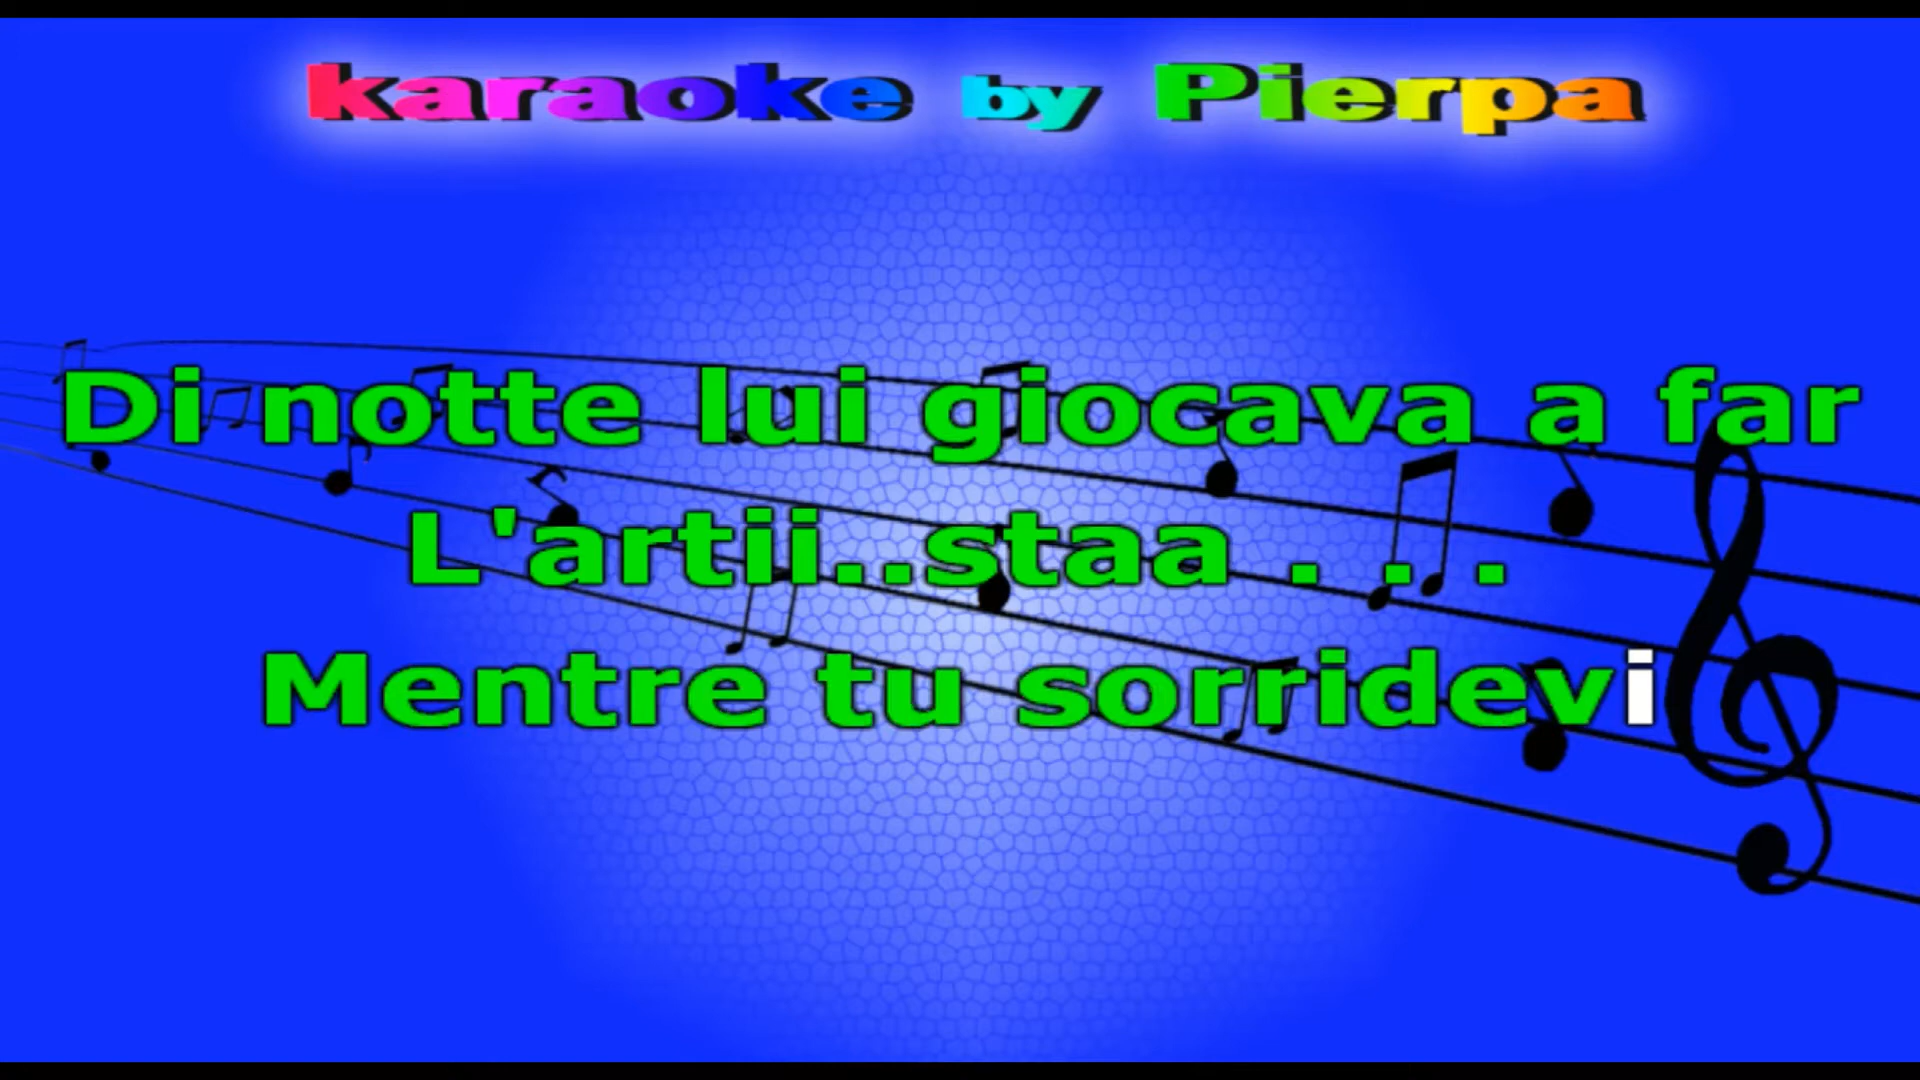 karaoke by Pierpa
Di notte lui giocava a far
L'artii..staa . . .
Mentre tu sorridevi